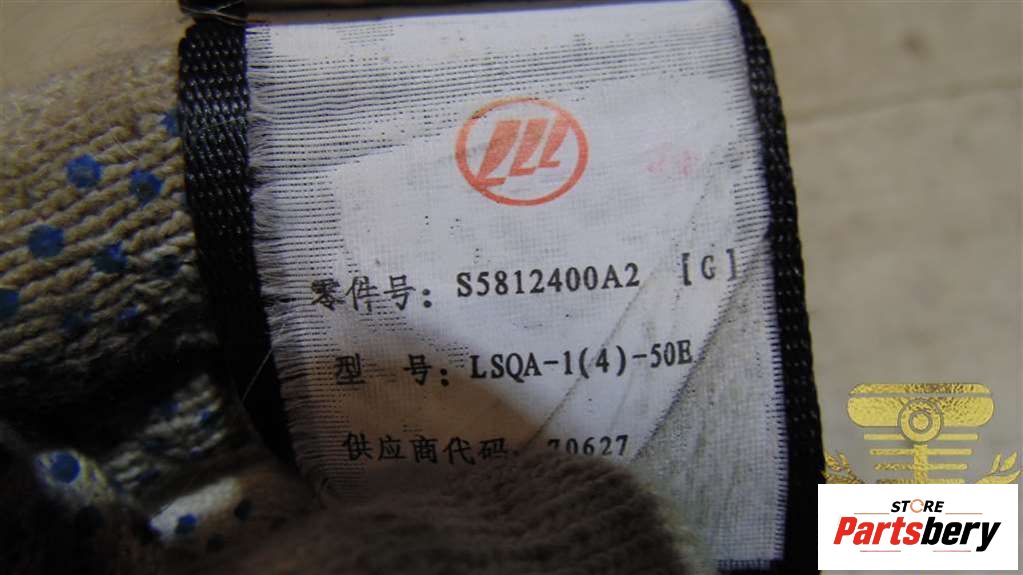 零件号: S5812400A2 [G]
型 号: LSQA-1(4)-50E
供应商代码: 70627
STORE
Partsbery